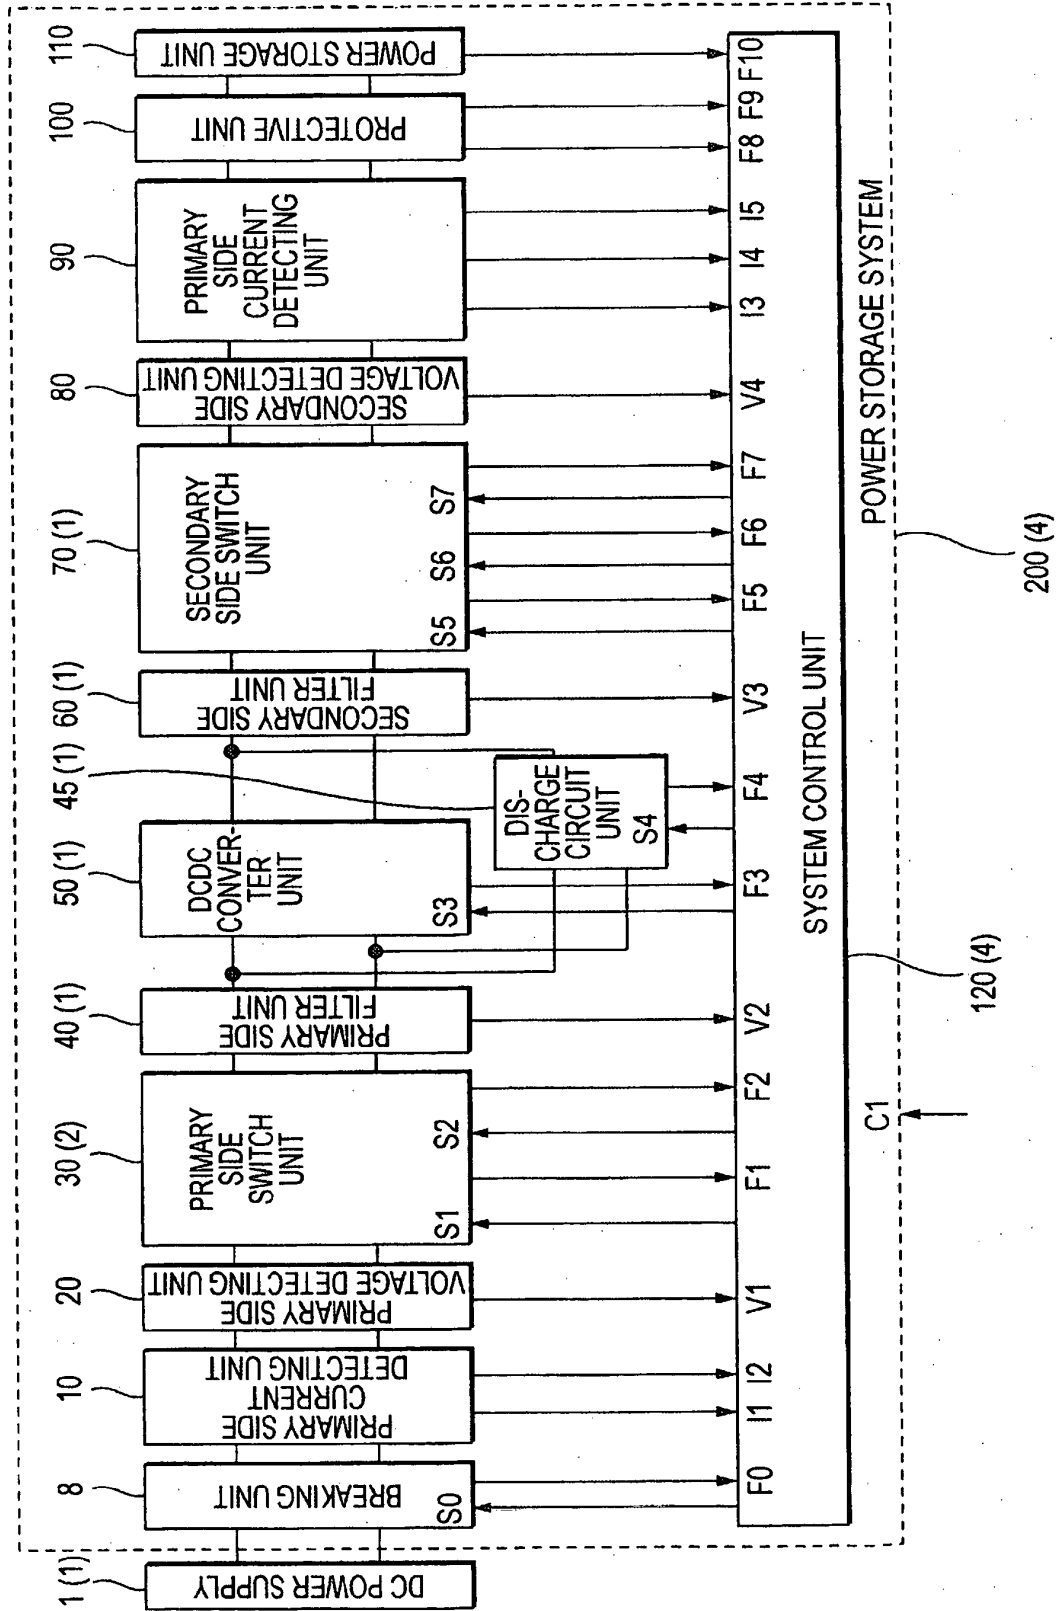 1 (1)
8
10
20
30 (2)
40 (1)
50 (1)
45 (1)
60 (1)
70 (1)
80
90
100
110
DC POWER SUPPLY
BREAKING UNIT
S0
PRIMARY SIDE
CURRENT
DETECTING UNIT
PRIMARY SIDE
VOLTAGE DETECTING UNIT
PRIMARY
SIDE
SWITCH
UNIT
S1
S2
PRIMARY SIDE
FILTER UNIT
DCDC
CONVER-
TER
UNIT
S3
DIS-
CHARGE
CIRCUIT
UNIT
S4
SECONDARY SIDE
FILTER UNIT
SECONDARY
SIDE SWITCH
UNIT
S5
S6
S7
SECONDARY SIDE
VOLTAGE DETECTING UNIT
PRIMARY
SIDE
CURRENT
DETECTING
UNIT
PROTECTIVE UNIT
POWER STORAGE UNIT
F0
I1
I2
V1
F1
F2
V2
F3
F4
V3
F5
F6
F7
V4
I3
I4
I5
F8
F9
F10
SYSTEM CONTROL UNIT
C1
POWER STORAGE SYSTEM
120 (4)
200 (4)